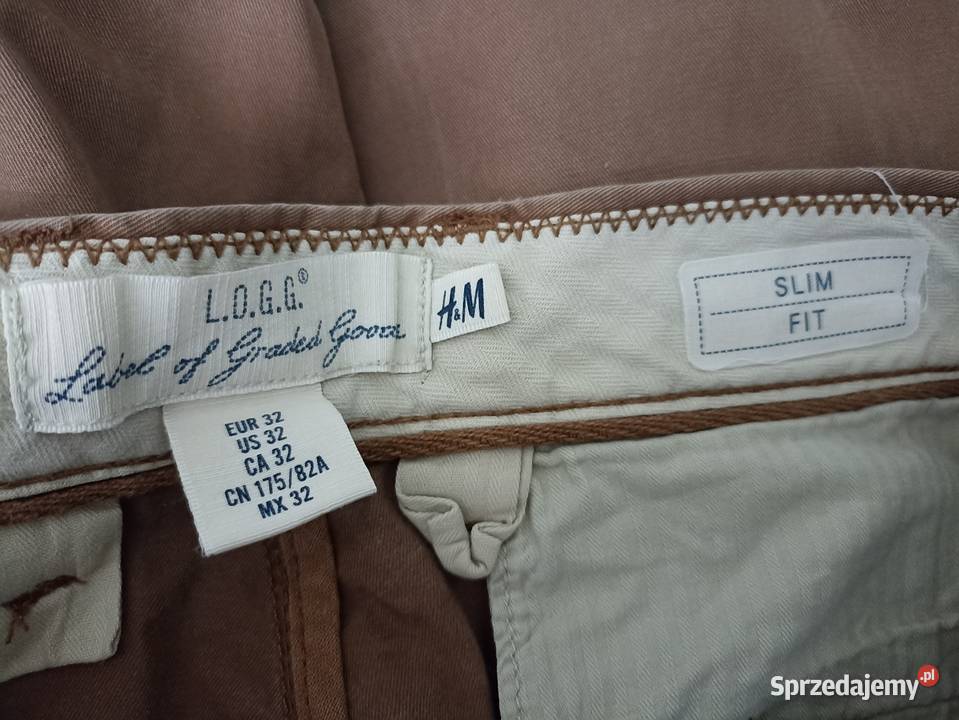 L.O.G.G.®
Label of Graded Goods
H&M
SLIM
FIT
EUR 32
US 32
CA 32
CN 175/82A
MX 32
Sprzedajemy.pl